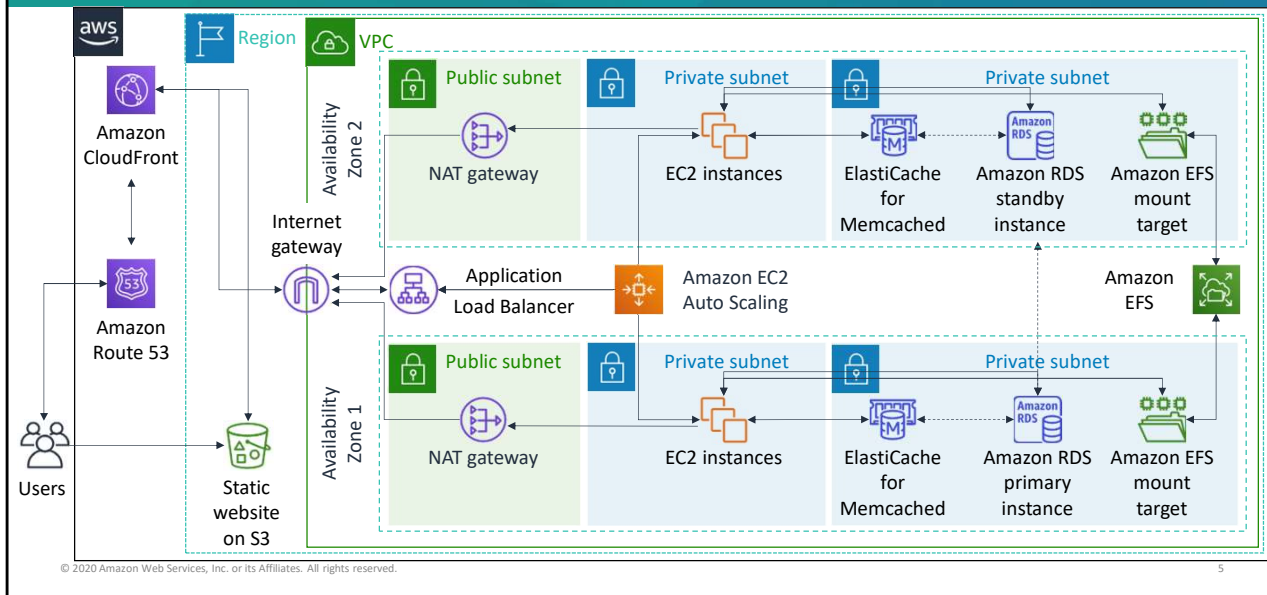 aws
Region
VPC
Public subnet
Private subnet
Private subnet
Availability
Zone 2
Amazon
CloudFront
NAT gateway
EC2 instances
ElastiCache
for
Memcached
Amazon
RDS
Amazon RDS
standby
instance
Amazon EFS
mount
target
M
Internet
gateway
Application
Load Balancer
Amazon EC2
Auto Scaling
Amazon
EFS
53
Amazon
Route 53
Public subnet
Private subnet
Private subnet
Availability
Zone 1
NAT gateway
EC2 instances
M
ElastiCache
for
Memcached
Amazon
RDS
Amazon RDS
primary
instance
Amazon EFS
mount
target
Users
Static
website
on S3
© 2020 Amazon Web Services, Inc. or its Affiliates. All rights reserved.
5